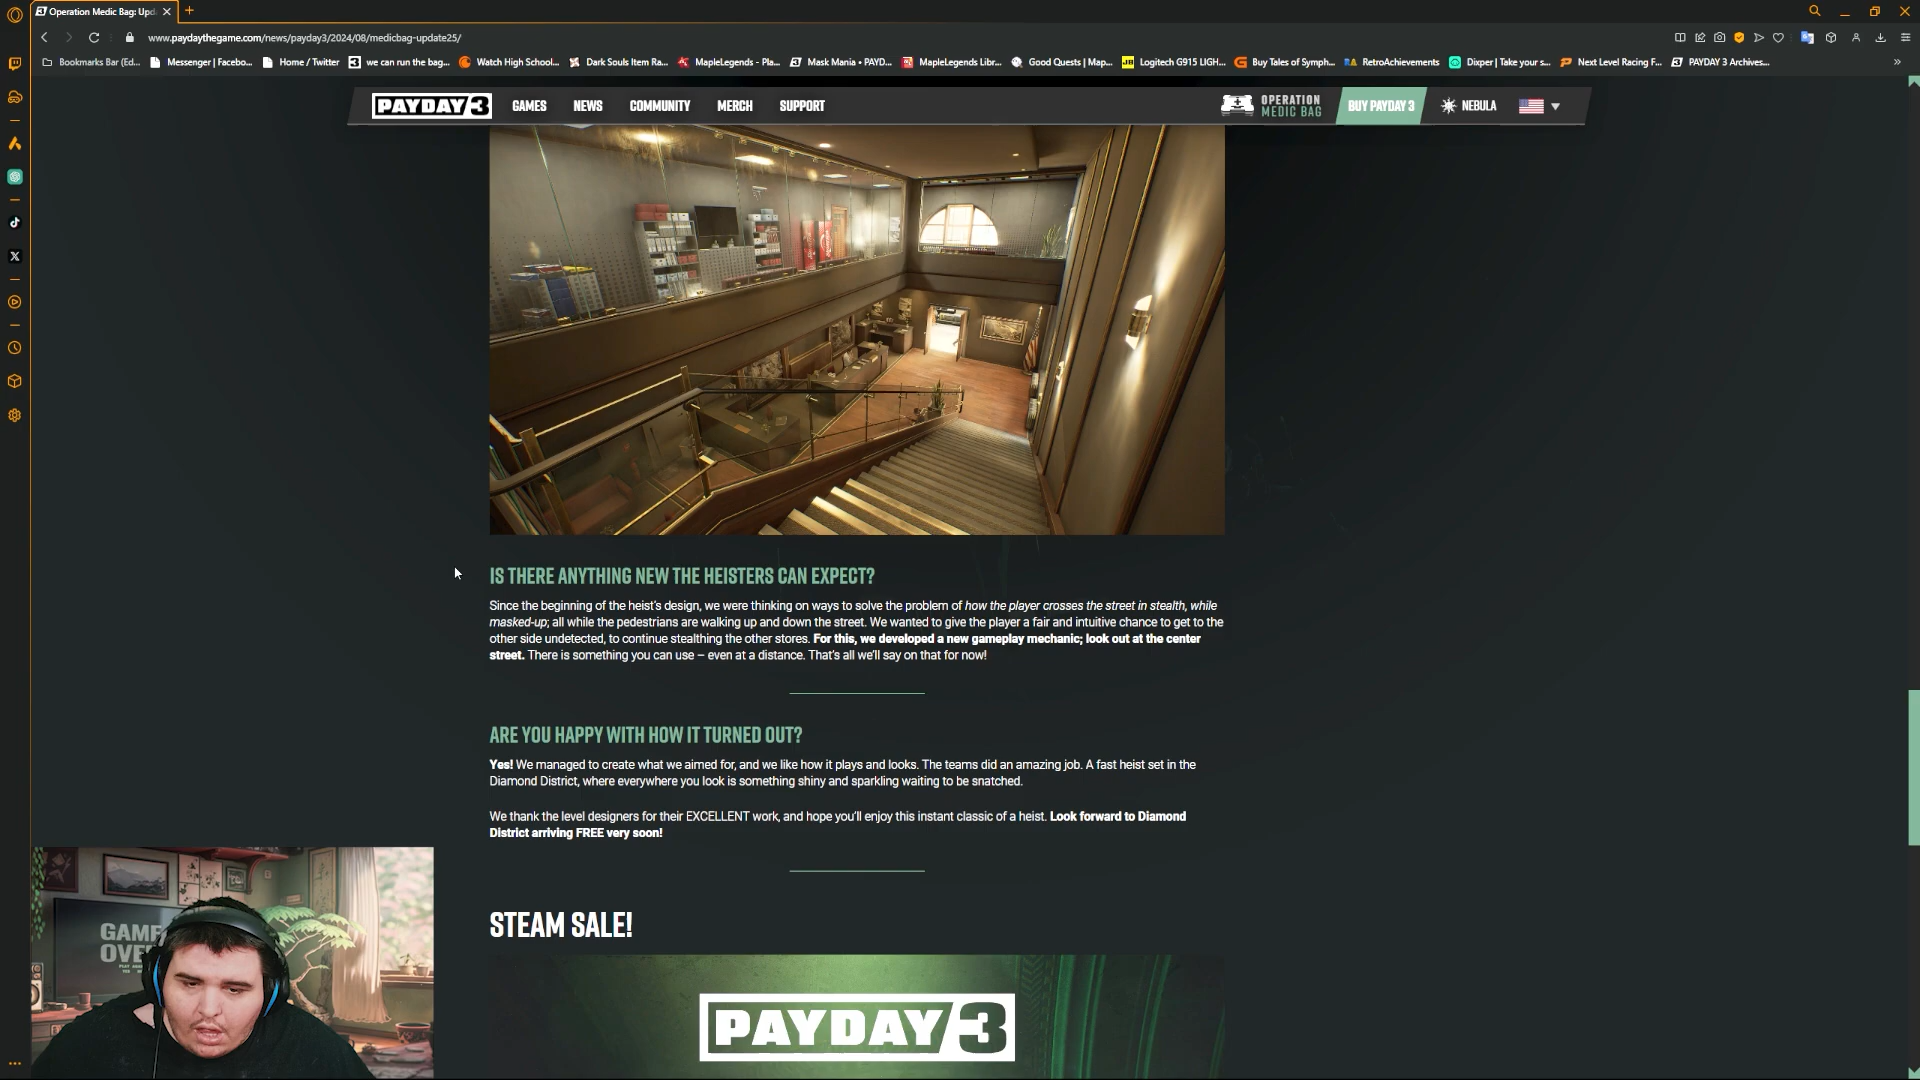 Operation Medic Bag: Upd
www.paydaythegame.com/news/payday3/2024/08/medicbag-update25/
Bookmarks Bar (Ed...
Messenger | Faceboo...
Home / Twitter
we can run the bag...
Watch High School...
Dark Souls Item Ra...
MapleLegends - Pla...
Mask Mania • PAYD...
MapleLegends Libr...
Good Quests | Map...
Logitech G915 LIGH...
Buy Tales of Symph...
RetroAchievements
Dixper | Take your s...
Next Level Racing F...
PAYDAY 3 Archives...
PAYDAY 3
GAMES
NEWS
COMMUNITY
MERCH
SUPPORT
OPERATION
MEDIC BAG
BUY PAYDAY 3
NEBULA
IS THERE ANYTHING NEW THE HEISTERS CAN EXPECT?
Since the beginning of the heist's design, we were thinking on ways to solve the problem of how the player crosses the street in stealth, while
masked-up; all while the pedestrians are walking up and down the street. We wanted to give the player a fair and intuitive chance to get to the
other side undetected, to continue stealthing the other stores. For this, we developed a new gameplay mechanic; look out at the center
street. There is something you can use – even at a distance. That's all we'll say on that for now!
ARE YOU HAPPY WITH HOW IT TURNED OUT?
Yes! We managed to create what we aimed for, and we like how it plays and looks. The teams did an amazing job. A fast heist set in the
Diamond District, where everywhere you look is something shiny and sparkling waiting to be snatched.
We thank the level designers for their EXCELLENT work, and hope you'll enjoy this instant classic of a heist. Look forward to Diamond
District arriving FREE very soon!
STEAM SALE!
PAYDAY 3
GAME
OVE